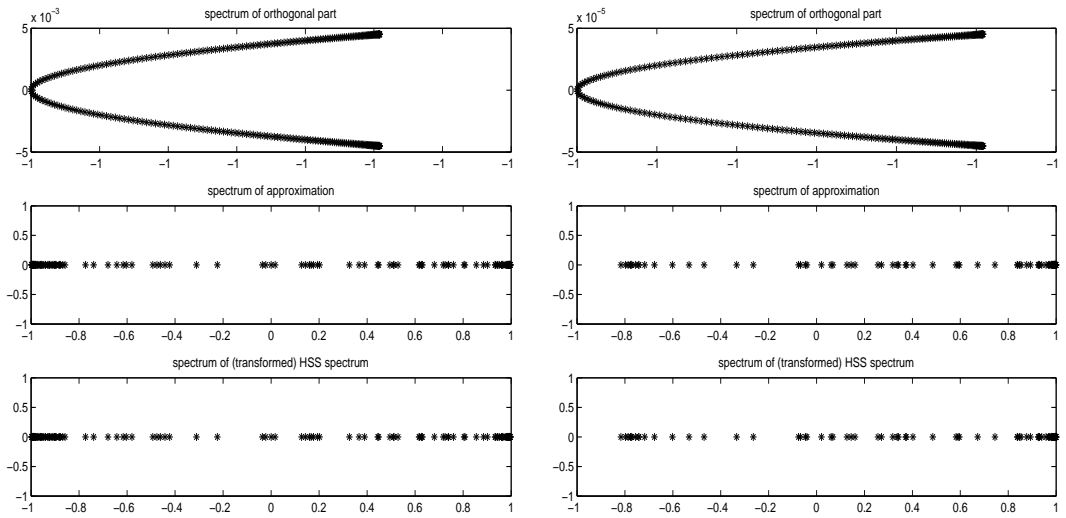 spectrum of orthogonal part
x 10⁻³
5
0
−5
−1 −1 −1 −1 −1 −1 −1 −1
spectrum of approximation
1
0.5
0
−0.5
−1
−1 −0.8 −0.6 −0.4 −0.2 0 0.2 0.4 0.6 0.8 1
spectrum of (transformed) HSS spectrum
1
0.5
0
−0.5
−1
−1 −0.8 −0.6 −0.4 −0.2 0 0.2 0.4 0.6 0.8 1
spectrum of orthogonal part
x 10⁻⁵
5
0
−5
−1 −1 −1 −1 −1 −1 −1
spectrum of approximation
1
0.5
0
−0.5
−1
−1 −0.8 −0.6 −0.4 −0.2 0 0.2 0.4 0.6 0.8 1
spectrum of (transformed) HSS spectrum
1
0.5
0
−0.5
−1
−1 −0.8 −0.6 −0.4 −0.2 0 0.2 0.4 0.6 0.8 1